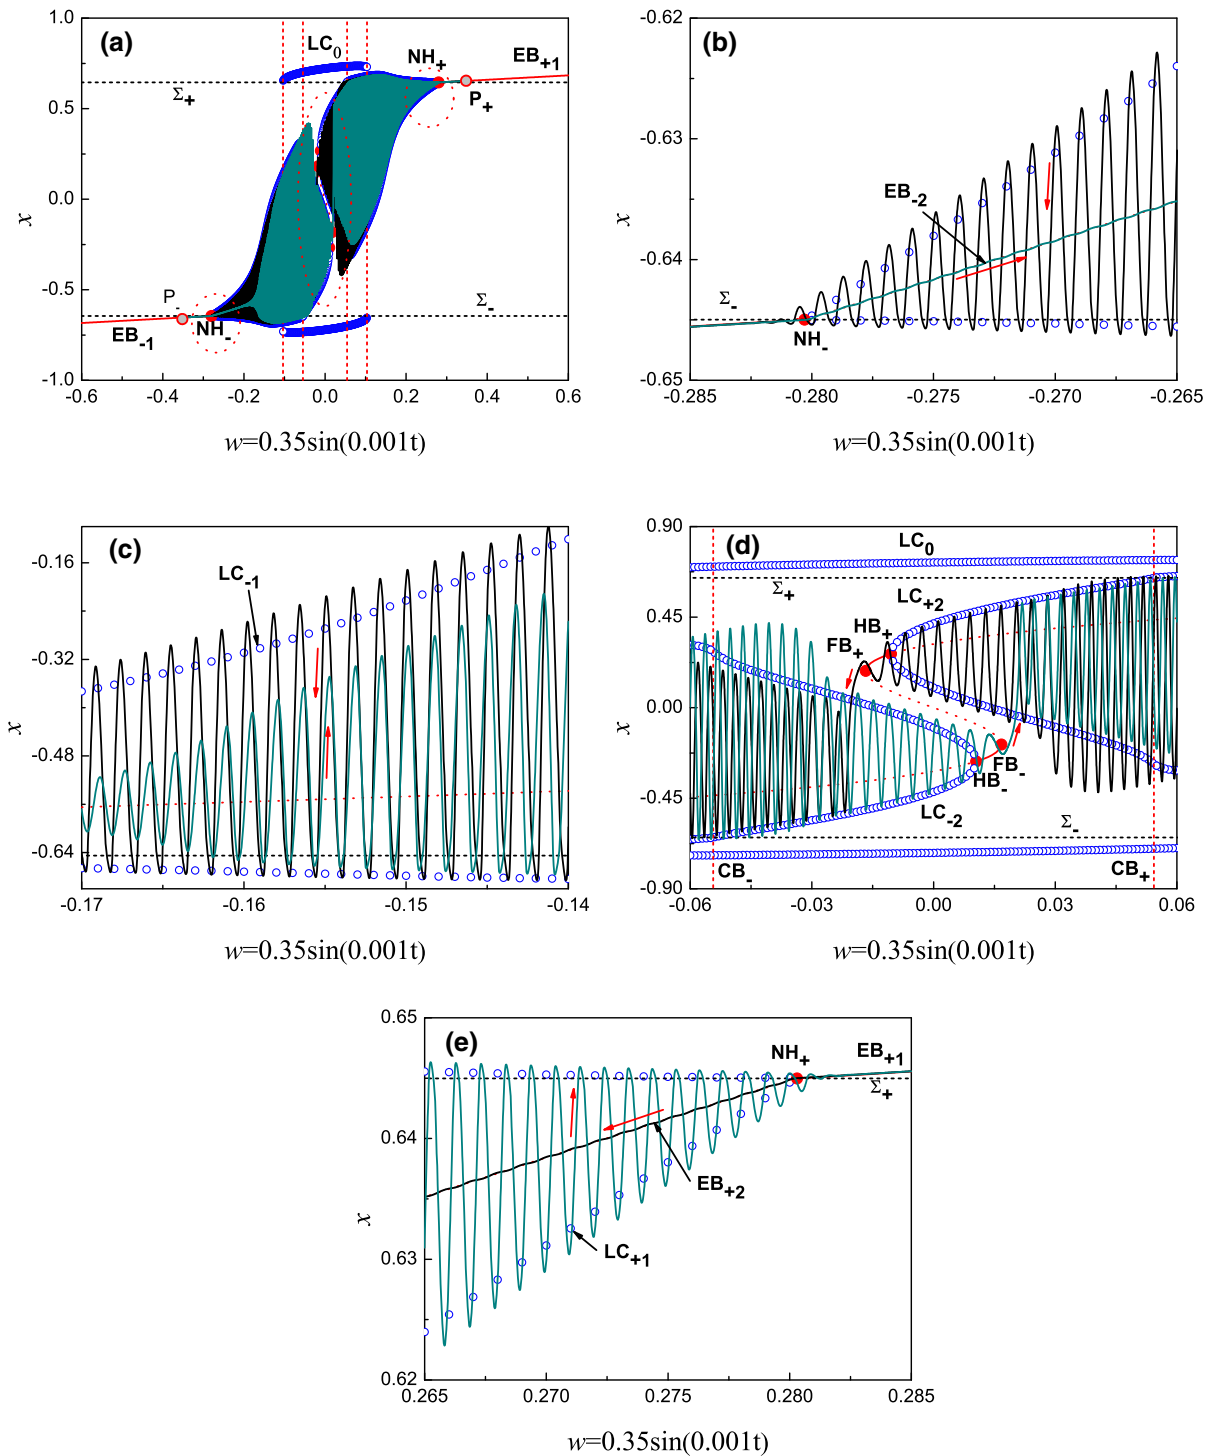 (a)
LC0
NH+
EB+1
Σ+
P+
P-
Σ-
EB-1
NH-
1.0
0.5
0.0
-0.5
-1.0
x
-0.6 -0.4 -0.2 0.0 0.2 0.4 0.6
w=0.35sin(0.001t)
(b)
EB-2
Σ-
NH-
-0.62
-0.63
-0.64
-0.65
x
-0.285 -0.280 -0.275 -0.270 -0.265
w=0.35sin(0.001t)
(c)
LC-1
-0.16
-0.32
-0.48
-0.64
x
-0.17 -0.16 -0.15 -0.14
w=0.35sin(0.001t)
(d)
LC0
Σ+
LC+2
HB+
FB+
FB-
HB-
LC-2
Σ-
CB-
CB+
0.90
0.45
0.00
-0.45
-0.90
x
-0.06 -0.03 0.00 0.03 0.06
w=0.35sin(0.001t)
(e)
NH+
EB+1
Σ+
EB+2
LC+1
0.65
0.64
0.63
0.62
x
0.265 0.270 0.275 0.280 0.285
w=0.35sin(0.001t)